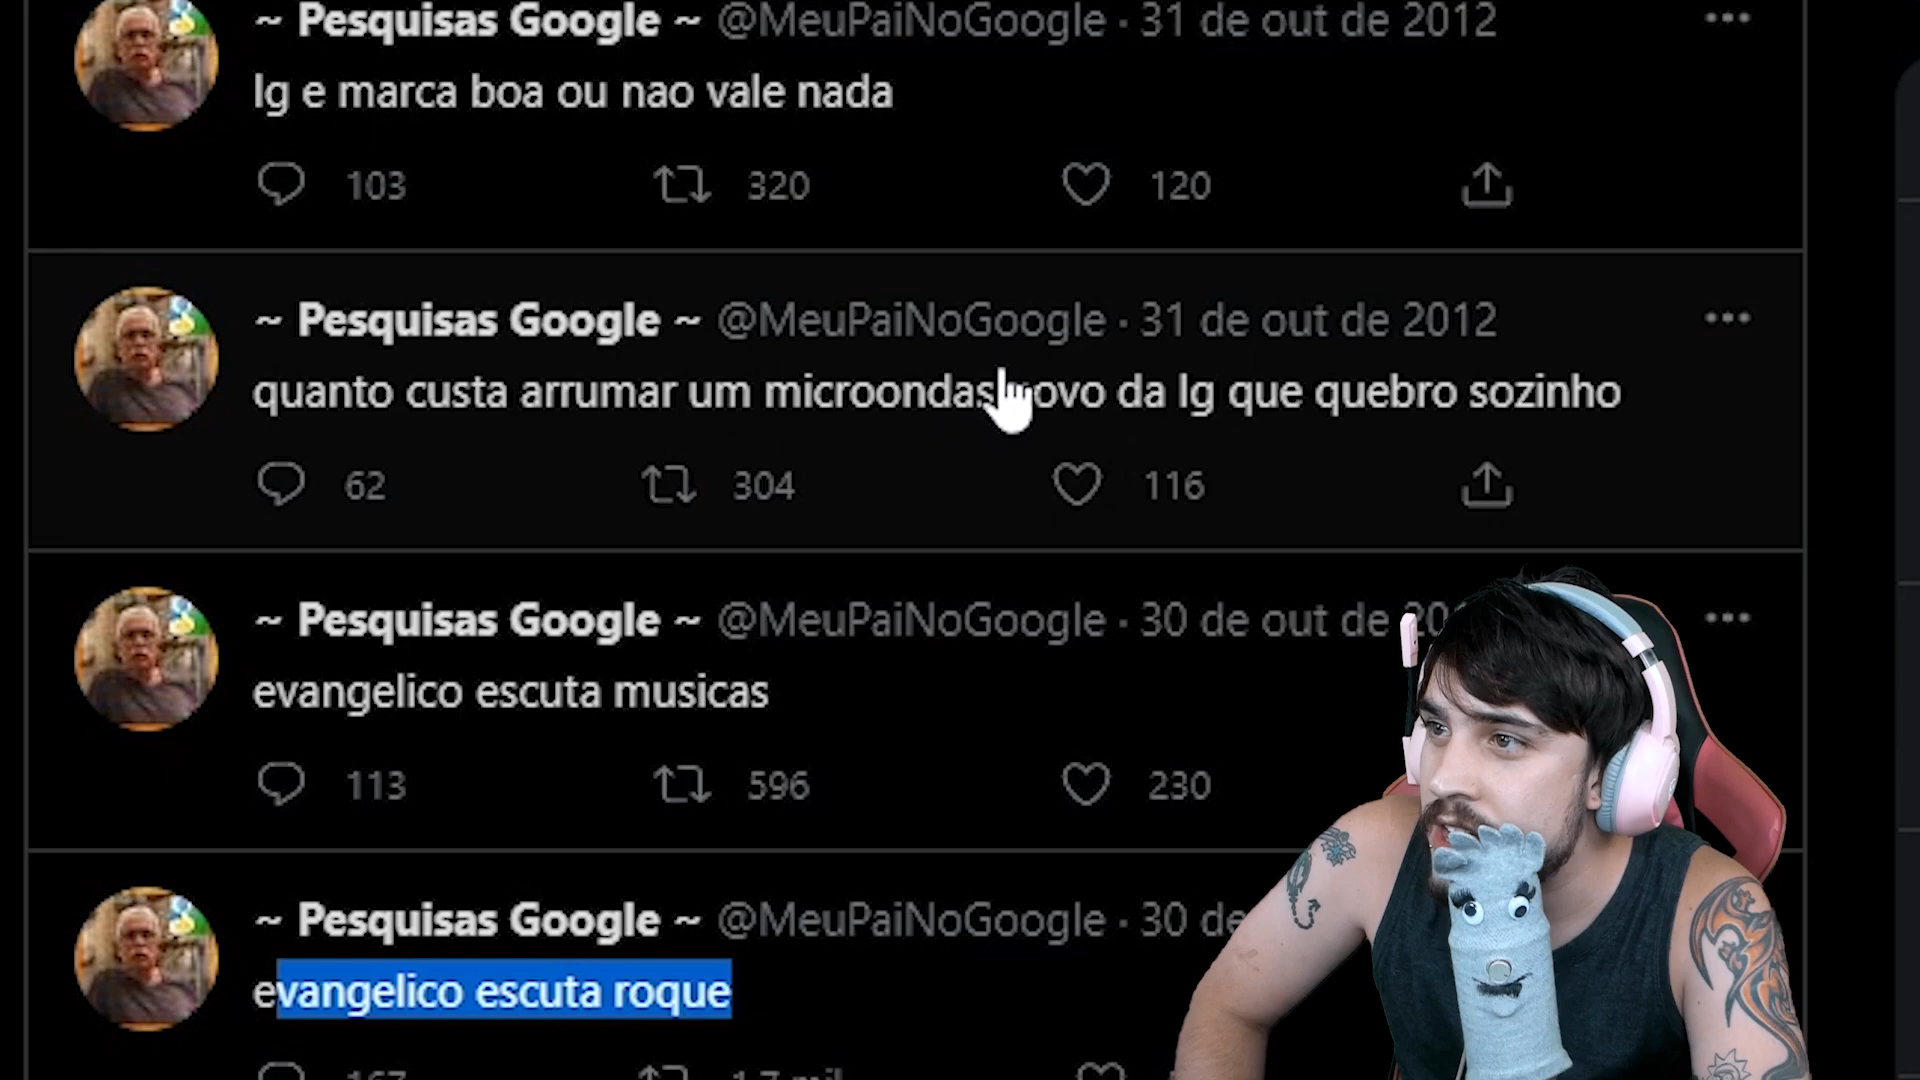 ~ Pesquisas Google ~ @MeuPaiNoGoogle · 31 de out de 2012 ...
lg e marca boa ou nao vale nada
103 320 120
~ Pesquisas Google ~ @MeuPaiNoGoogle · 31 de out de 2012 ...
quanto custa arrumar um microondas ovo da lg que quebro sozinho
62 304 116
~ Pesquisas Google ~ @MeuPaiNoGoogle · 30 de out de 20 ...
evangelico escuta musicas
113 596 230
~ Pesquisas Google ~ @MeuPaiNoGoogle · 30 de
evangelico escuta roque